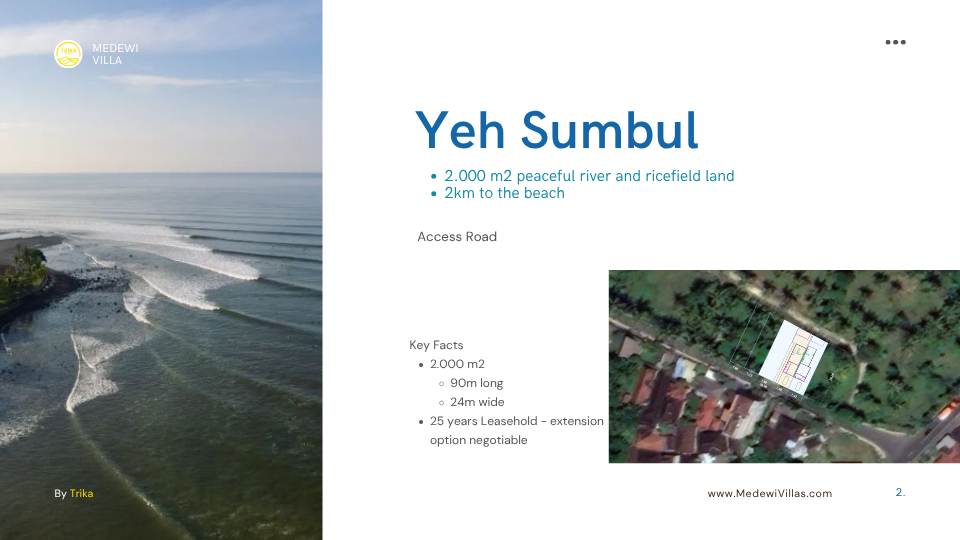 TRIKA
MEDEWI
VILLA
Yeh Sumbul
• 2.000 m2 peaceful river and ricefield land
• 2km to the beach
Access Road
Key Facts
• 2.000 m2
○ 90m long
○ 24m wide
• 25 years Leasehold - extension
option negotiable
By Trika
www.MedewiVillas.com
2.